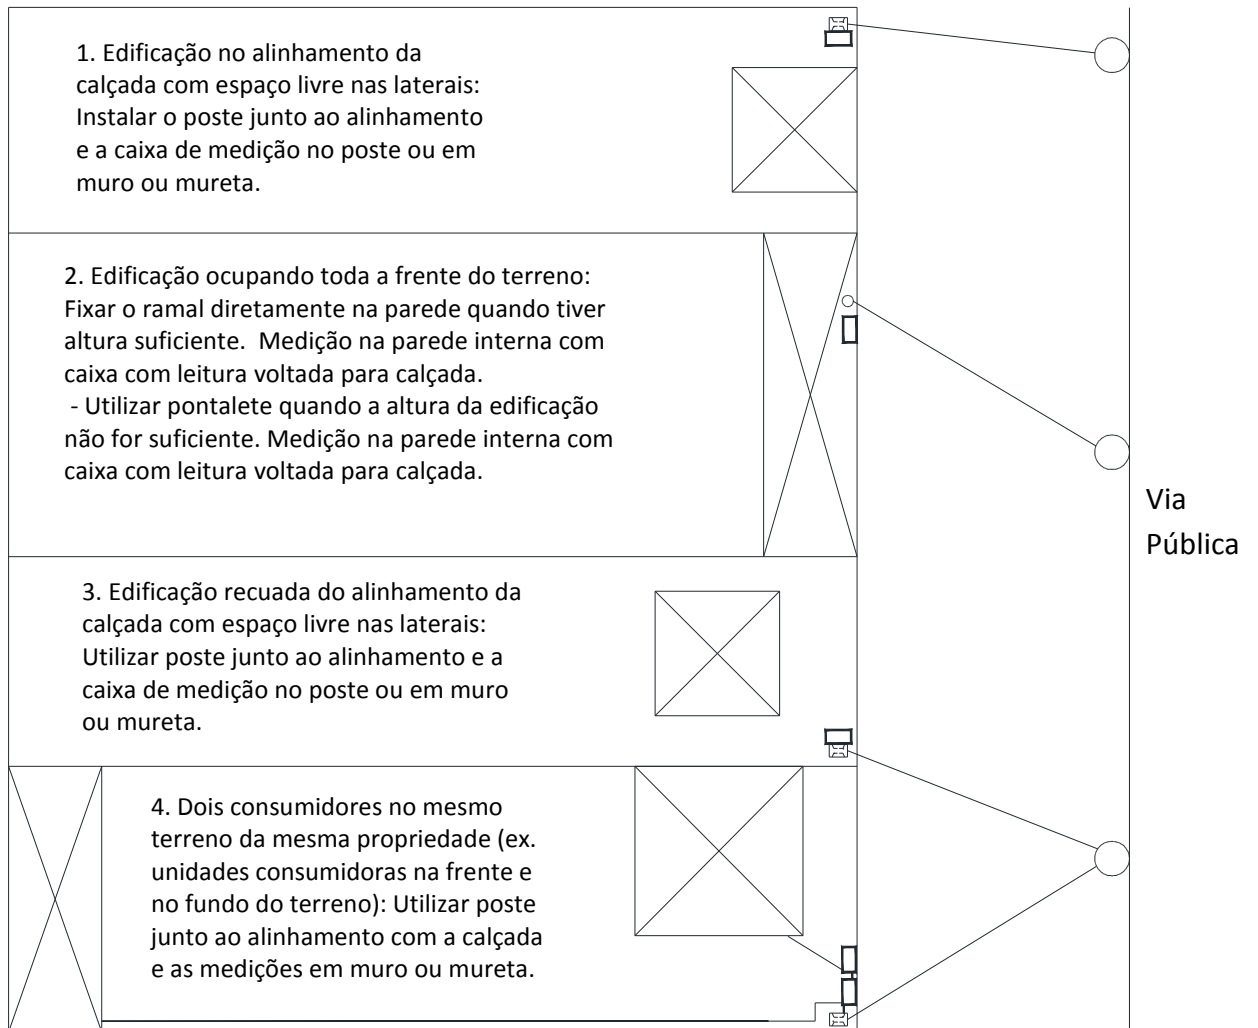 1. Edificação no alinhamento da
calçada com espaço livre nas laterais:
Instalar o poste junto ao alinhamento
e a caixa de medição no poste ou em
muro ou mureta.
2. Edificação ocupando toda a frente do terreno:
Fixar o ramal diretamente na parede quando tiver
altura suficiente. Medição na parede interna com
caixa com leitura voltada para calçada.
- Utilizar pontalete quando a altura da edificação
não for suficiente. Medição na parede interna com
caixa com leitura voltada para calçada.
Via
Pública
3. Edificação recuada do alinhamento da
calçada com espaço livre nas laterais:
Utilizar poste junto ao alinhamento e a
caixa de medição no poste ou em muro
ou mureta.
4. Dois consumidores no mesmo
terreno da mesma propriedade (ex.
unidades consumidoras na frente e
no fundo do terreno): Utilizar poste
junto ao alinhamento com a calçada
e as medições em muro ou mureta.